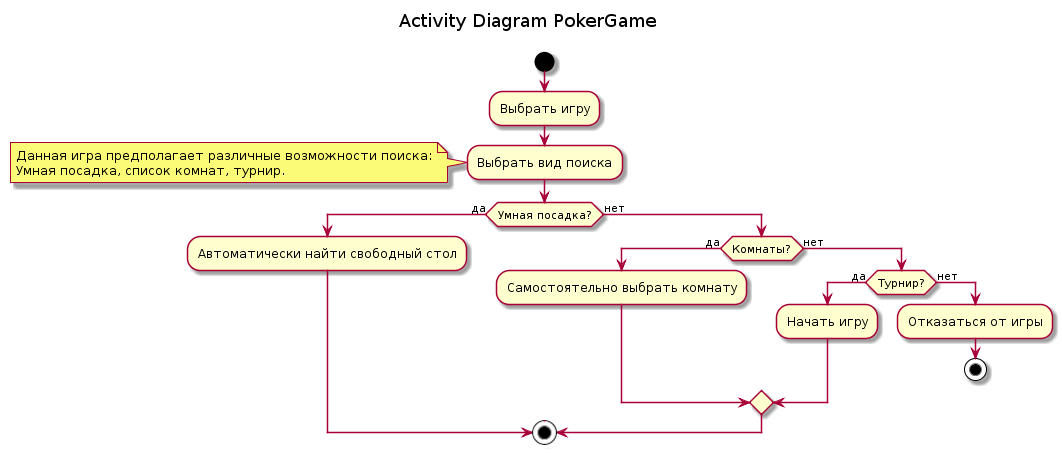 Activity Diagram PokerGame
Выбрать игру
Данная игра предполагает различные возможности поиска:
Умная посадка, список комнат, турнир.
Выбрать вид поиска
да
Умная посадка?
нет
Автоматически найти свободный стол
да
Комнаты?
нет
Самостоятельно выбрать комнату
да
Турнир?
нет
Начать игру
Отказаться от игры